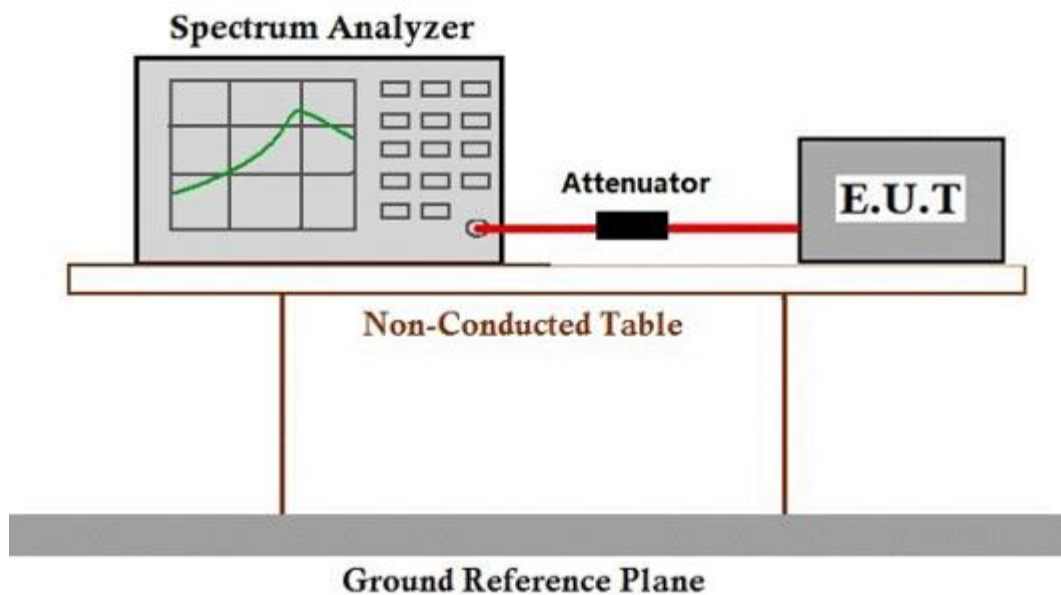 Spectrum Analyzer
Attenuator
E.U.T
Non-Conducted Table
Ground Reference Plane